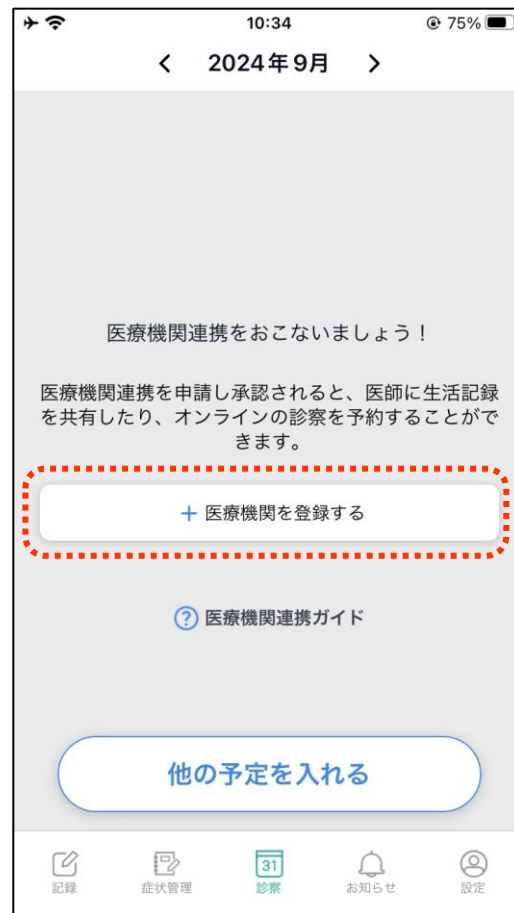 10:34
75%
2024年9月
医療機関連携をおこないましょう！
医療機関連携を申請し承認されると、医師に生活記録
を共有したり、オンラインの診察を予約することがで
きます。
+ 医療機関を登録する
? 医療機関連携ガイド
他の予定を入れる
31
記録 症状管理 診察 お知らせ 設定